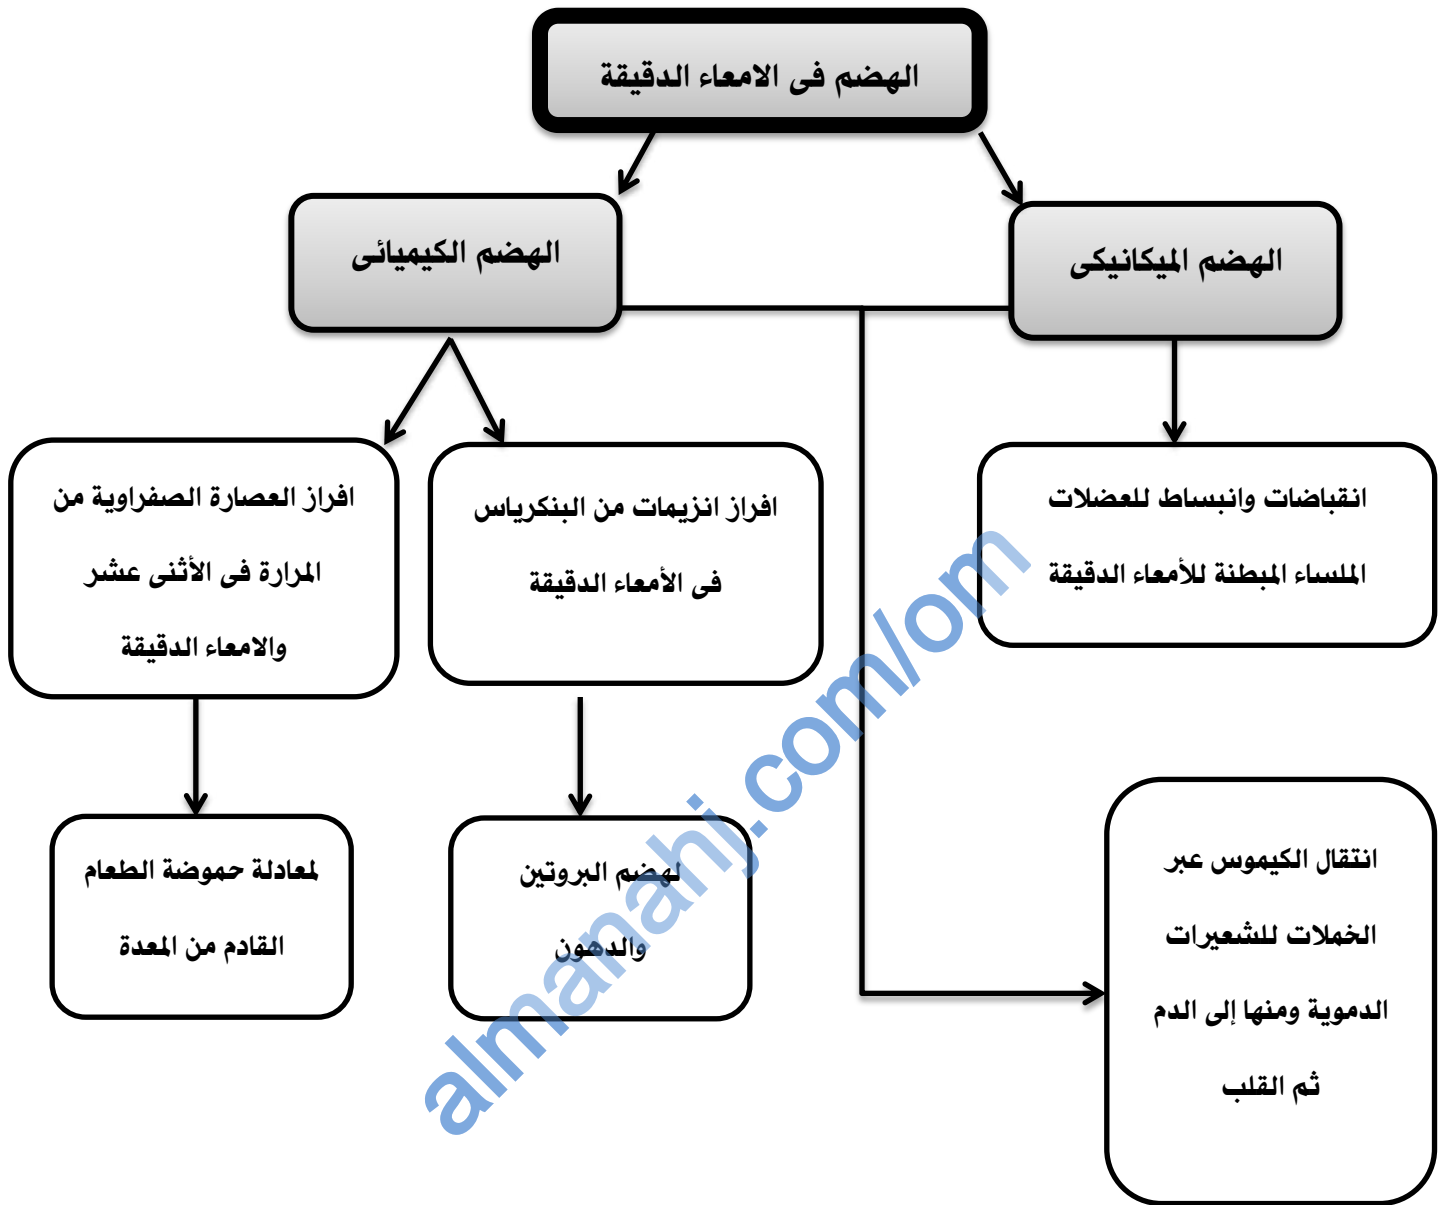 الهضم فى الامعاء الدقيقة
الهضم الميكانيكى
الهضم الكيميائى
انقباضات وانبساط للعضلات
الملساء المبطنة للأمعاء الدقيقة
افراز انزيمات من البنكرياس
فى الأمعاء الدقيقة
افراز العصارة الصفراوية من
المرارة فى الأثنى عشر
والامعاء الدقيقة
انتقال الكيموس عبر
الخملات للشعيرات
الدموية ومنها إلى الدم
ثم القلب
لهضم البروتين
والدهون
لمعادلة حموضة الطعام
القادم من المعدة
almanahj.com/om